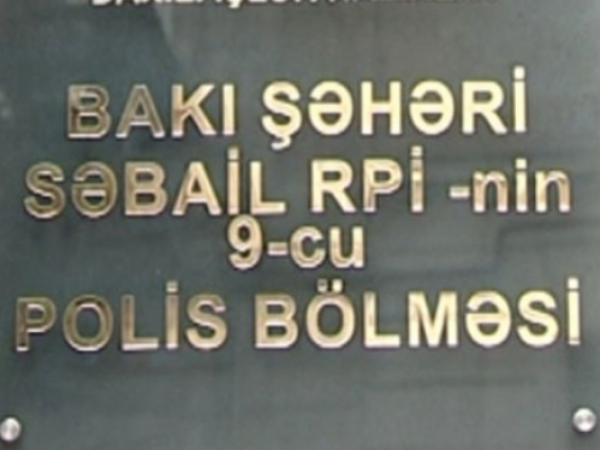 BAKI ŞƏHƏRİ
SƏBAİL RPİ -nin
9-cu
POLİS BÖLMƏSİ